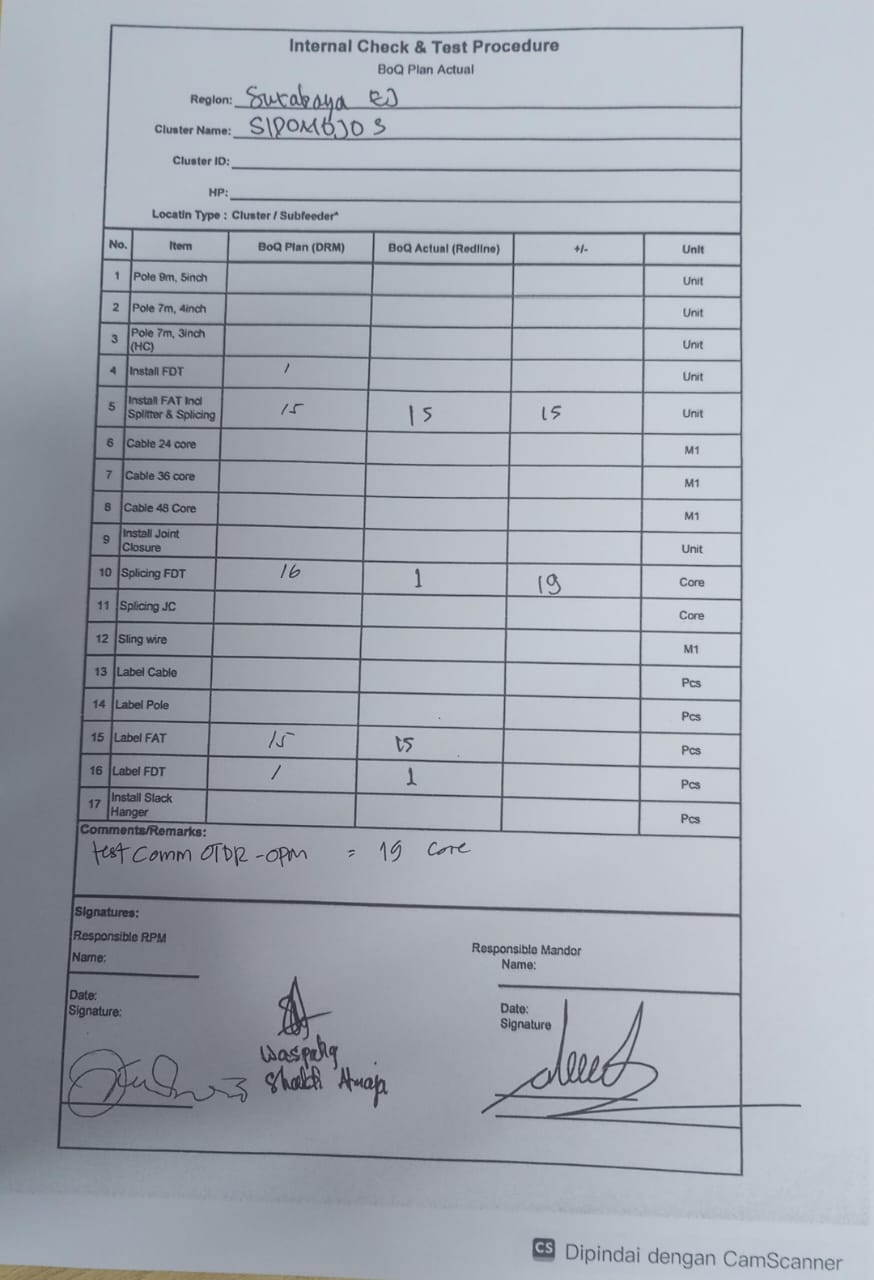 Internal Check & Test Procedure
BoQ Plan Actual
Region: Surabaya
Cluster Name: SIDOMOJO 3
Cluster ID:
HP:
Locatin Type : Cluster / Subfeeder*
No. Item BoQ Plan (DRM) BoQ Actual (Redline) +/- Unit
1 Pole 9m, 5inch Unit
2 Pole 7m, 4inch Unit
3 Pole 7m, 3inch (HC) Unit
4 Install FDT 1 Unit
5 Install FAT Incl Splitter & Splicing 15 15 15 Unit
6 Cable 24 core M1
7 Cable 36 core M1
8 Cable 48 Core M1
9 Install Joint Closure Unit
10 Splicing FDT 16 1 19 Core
11 Splicing JC Core
12 Sling wire M1
13 Label Cable Pcs
14 Label Pole Pcs
15 Label FAT 15 15 Pcs
16 Label FDT 1 1 Pcs
17 Install Slack Hanger Pcs
Comments/Remarks:
test Comm OTDR - OPM = 19 core
Signatures:
Responsible RPM
Name:
Date:
Signature:
Waspang
Responsible Mandor
Name:
Date:
Signature
CS Dipindai dengan CamScanner